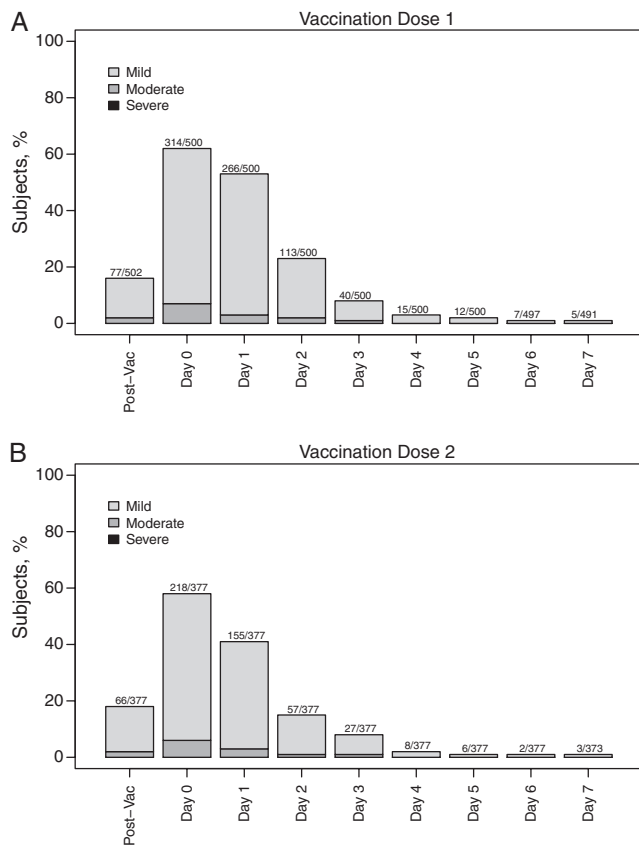 A
Vaccination Dose 1
100
80
60
40
20
0
Subjects, %
Mild
Moderate
Severe
77/502
314/500
266/500
113/500
40/500
15/500
12/500
7/497
5/491
Post–Vac
Day 0
Day 1
Day 2
Day 3
Day 4
Day 5
Day 6
Day 7
B
Vaccination Dose 2
100
80
60
40
20
0
Subjects, %
Mild
Moderate
Severe
66/377
218/377
155/377
57/377
27/377
8/377
6/377
2/377
3/373
Post–Vac
Day 0
Day 1
Day 2
Day 3
Day 4
Day 5
Day 6
Day 7